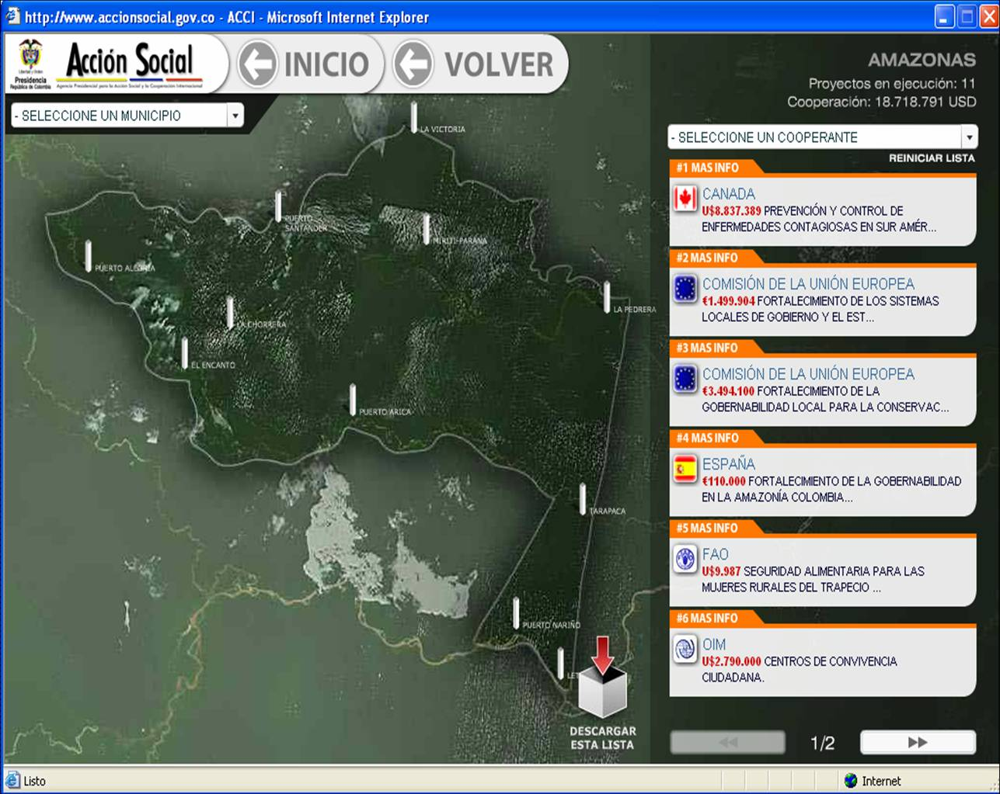 http://www.accionsocial.gov.co - ACCI - Microsoft Internet Explorer
Libertad y Orden
Presidencia
República de Colombia
Acción Social
Agencia Presidencial para la Acción Social y la Cooperación Internacional
INICIO
VOLVER
- SELECCIONE UN MUNICIPIO
AMAZONAS
Proyectos en ejecución: 11
Cooperación: 18.718.791 USD
- SELECCIONE UN COOPERANTE
REINICIAR LISTA
LA VICTORIA
PUERTO
SANTANDER
MIRITI-PARANA
PUERTO ALEGRIA
LA PEDRERA
LA CHORRERA
EL ENCANTO
PUERTO ARICA
TARAPACA
PUERTO NARIÑO
LET
DESCARGAR
ESTA LISTA
#1 MAS INFO
CANADA
U$8.837.389 PREVENCIÓN Y CONTROL DE
ENFERMEDADES CONTAGIOSAS EN SUR AMÉR...
#2 MAS INFO
COMISIÓN DE LA UNIÓN EUROPEA
€1.499.904 FORTALECIMIENTO DE LOS SISTEMAS
LOCALES DE GOBIERNO Y EL EST...
#3 MAS INFO
COMISIÓN DE LA UNIÓN EUROPEA
€3.494.100 FORTALECIMIENTO DE LA
GOBERNABILIDAD LOCAL PARA LA CONSERVAC...
#4 MAS INFO
ESPAÑA
€110.000 FORTALECIMIENTO DE LA GOBERNABILIDAD
EN LA AMAZONÍA COLOMBIA...
#5 MAS INFO
FAO
U$9.987 SEGURIDAD ALIMENTARIA PARA LAS
MUJERES RURALES DEL TRAPECIO ...
#6 MAS INFO
OIM
U$2.790.000 CENTROS DE CONVIVENCIA
CIUDADANA.
1/2
Listo
Internet